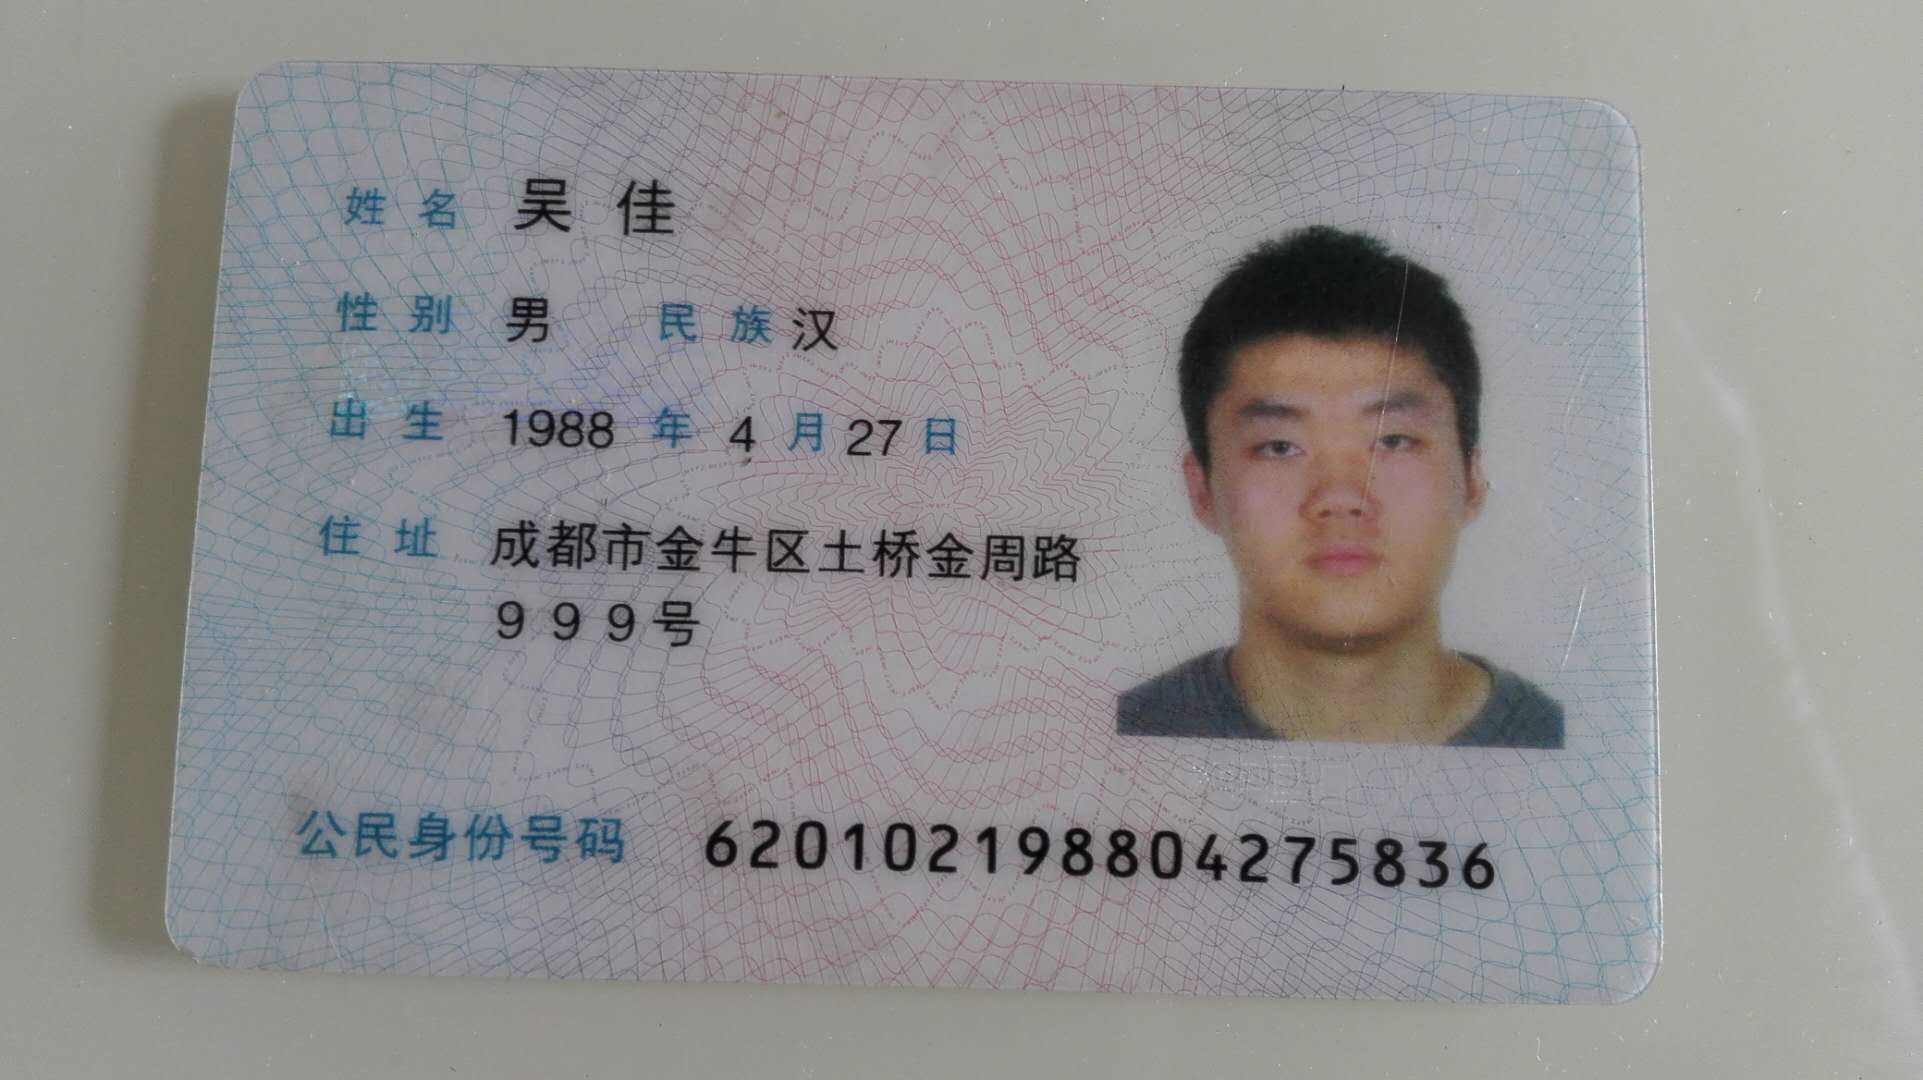 姓名 吴佳
性别 男 民族 汉
出生 1988 年 4 月 27 日
住址 成都市金牛区土桥金周路
999号
公民身份号码 620102198804275836